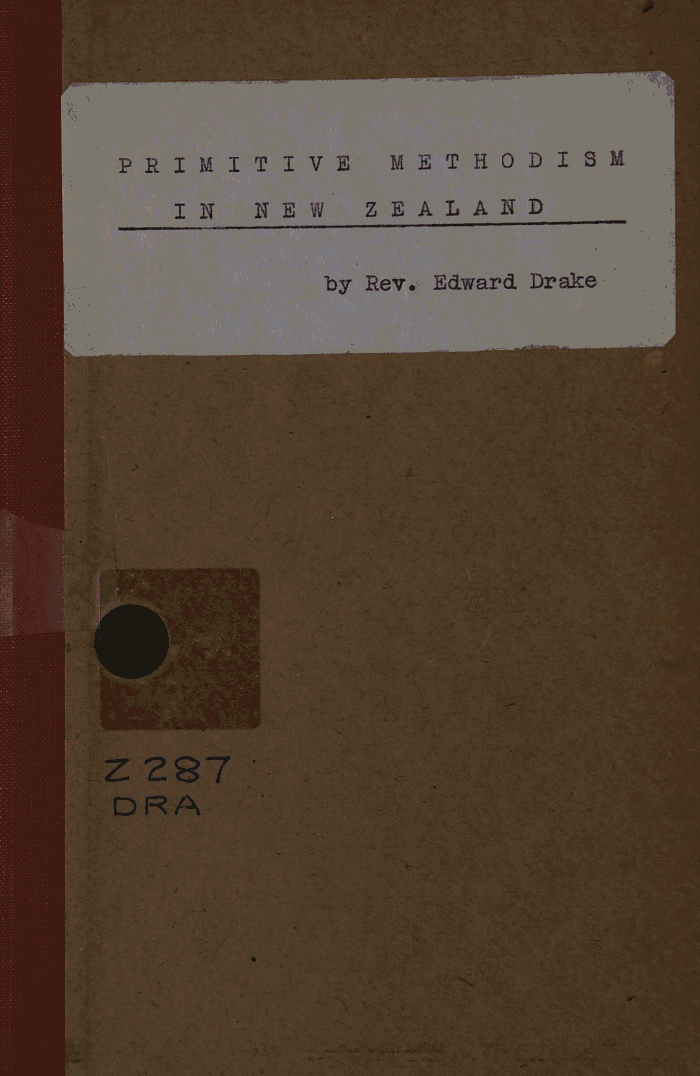 PRIMITIVE METHODISM
IN NEW ZEALAND
by Rev. Edward Drake
Z 287
DRA